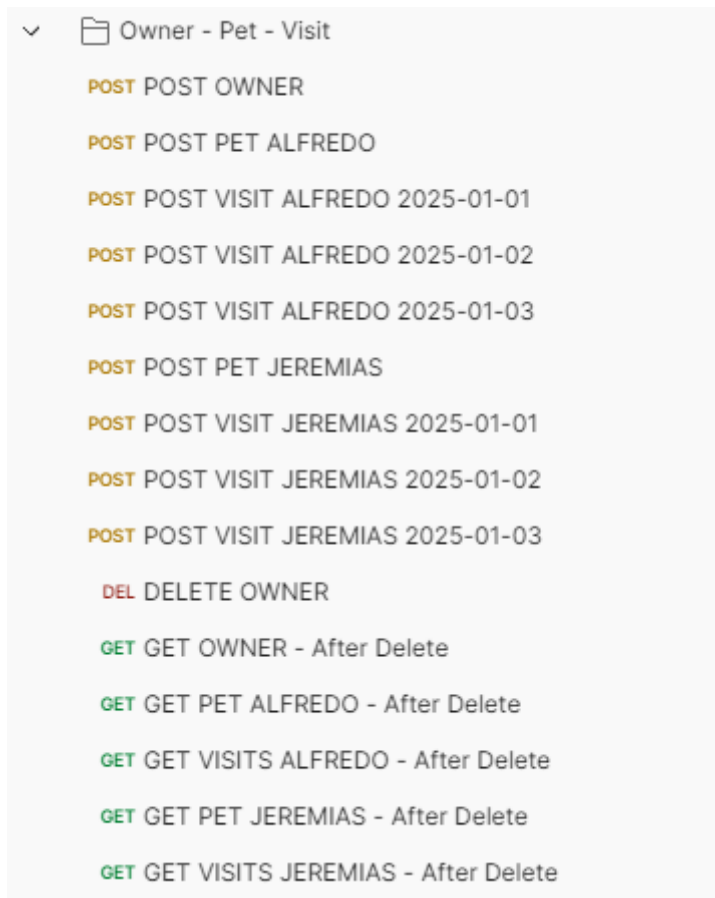 Owner - Pet - Visit
POST POST OWNER
POST POST PET ALFREDO
POST POST VISIT ALFREDO 2025-01-01
POST POST VISIT ALFREDO 2025-01-02
POST POST VISIT ALFREDO 2025-01-03
POST POST PET JEREMIAS
POST POST VISIT JEREMIAS 2025-01-01
POST POST VISIT JEREMIAS 2025-01-02
POST POST VISIT JEREMIAS 2025-01-03
DEL DELETE OWNER
GET GET OWNER - After Delete
GET GET PET ALFREDO - After Delete
GET GET VISITS ALFREDO - After Delete
GET GET PET JEREMIAS - After Delete
GET GET VISITS JEREMIAS - After Delete